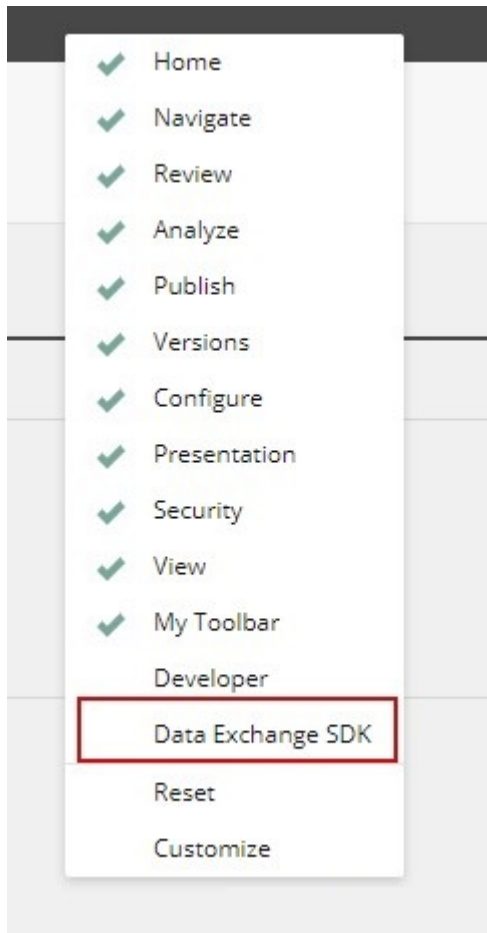 Home
Navigate
Review
Analyze
Publish
Versions
Configure
Presentation
Security
View
My Toolbar
Developer
Data Exchange SDK
Reset
Customize